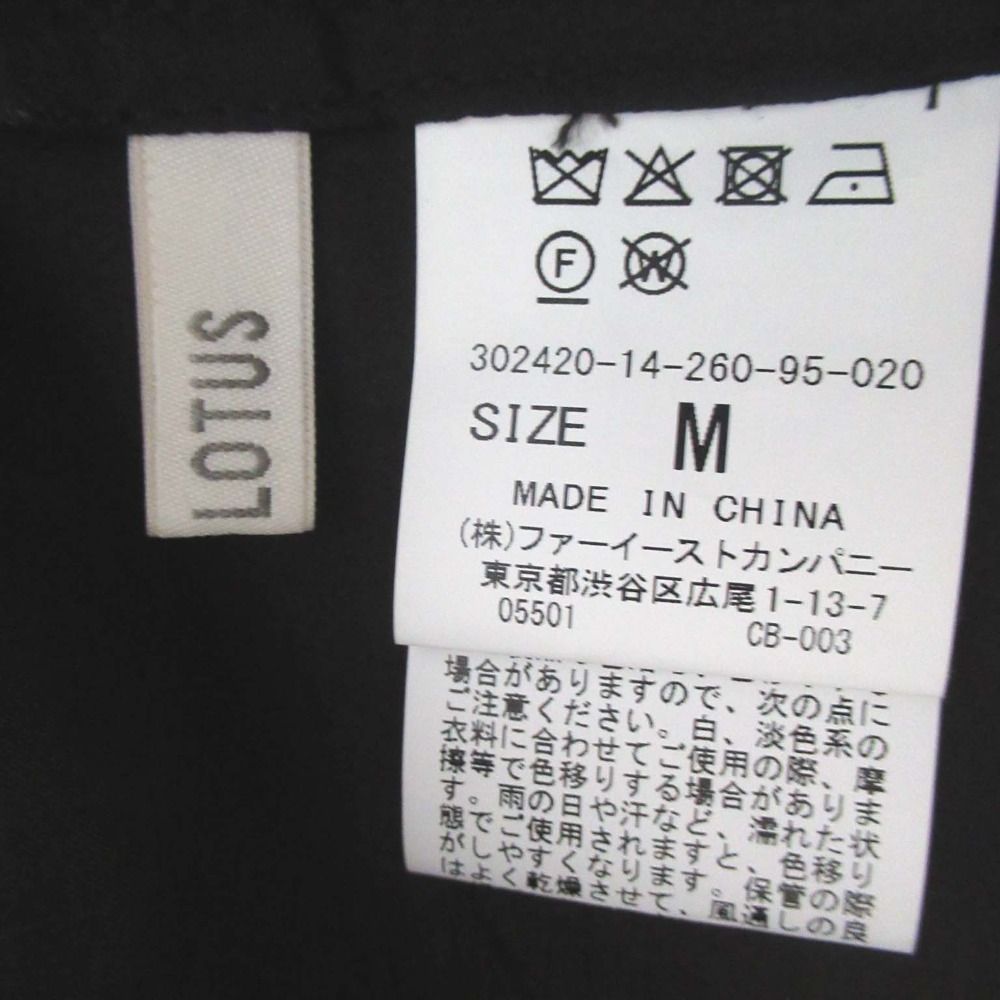 LOTUS
F
W
302420-14-260-95-020
SIZE M
MADE IN CHINA
(株)ファーイーストカンパニー
東京都渋谷区広尾1-13-7
05501 CB-003
場合がありますので、次の点に
ご注意ください。白、淡色系の
衣料に合わせてご使用の際、摩
擦等で色移りする場合がありま
す。雨の日や汗など、濡れた状
態でご使用されますと、色移り
がしやすくなります。保管の際
はよく乾燥させて、風通しの良